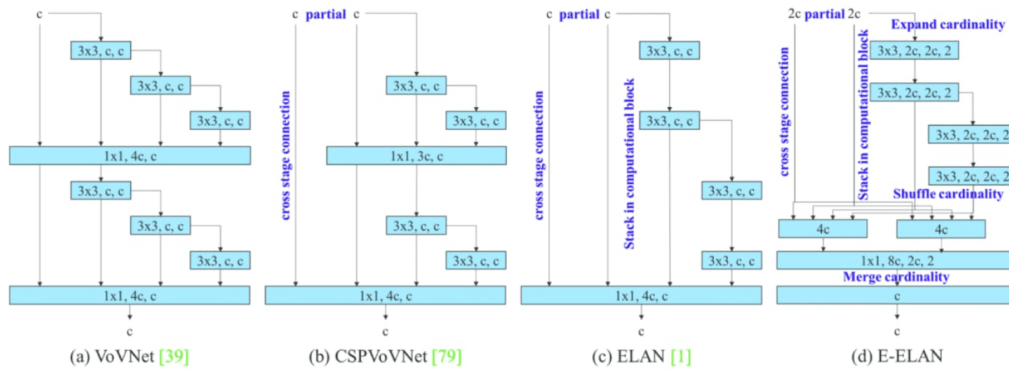 c
3x3, c, c
3x3, c, c
3x3, c, c
1x1, 4c, c
3x3, c, c
3x3, c, c
3x3, c, c
1x1, 4c, c
c
(a) VoVNet [39]
c partial c
cross stage connection
3x3, c, c
3x3, c, c
1x1, 3c, c
3x3, c, c
3x3, c, c
1x1, 4c, c
c
(b) CSPVoVNet [79]
c partial c
cross stage connection
Stack in computational block
3x3, c, c
3x3, c, c
3x3, c, c
3x3, c, c
1x1, 4c, c
c
(c) ELAN [1]
2c partial 2c
Expand cardinality
cross stage connection
Stack in computational block
3x3, 2c, 2c, 2
3x3, 2c, 2c, 2
3x3, 2c, 2c, 2
3x3, 2c, 2c, 2
Shuffle cardinality
4c
4c
1x1, 8c, 2c, 2
Merge cardinality
c
(d) E-ELAN